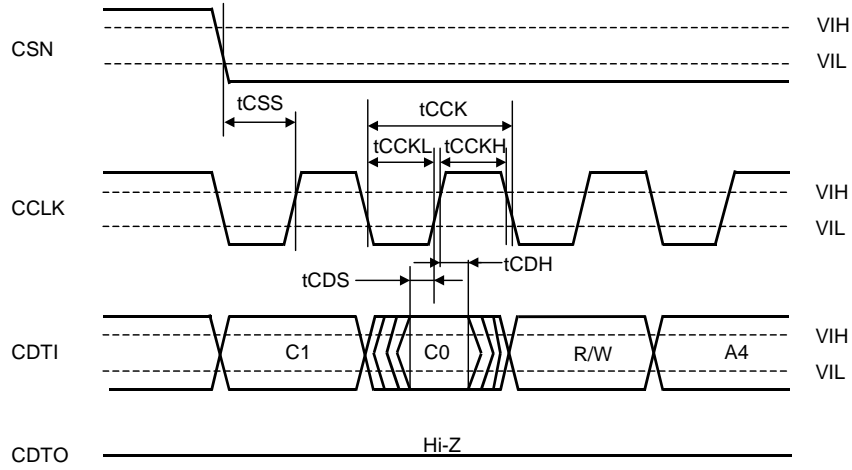 VIH
CSN
VIL
tCSS
tCCK
tCCKL
tCCKH
VIH
CCLK
VIL
tCDS
tCDH
VIH
CDTI
C1
C0
R/W
A4
VIL
Hi-Z
CDTO